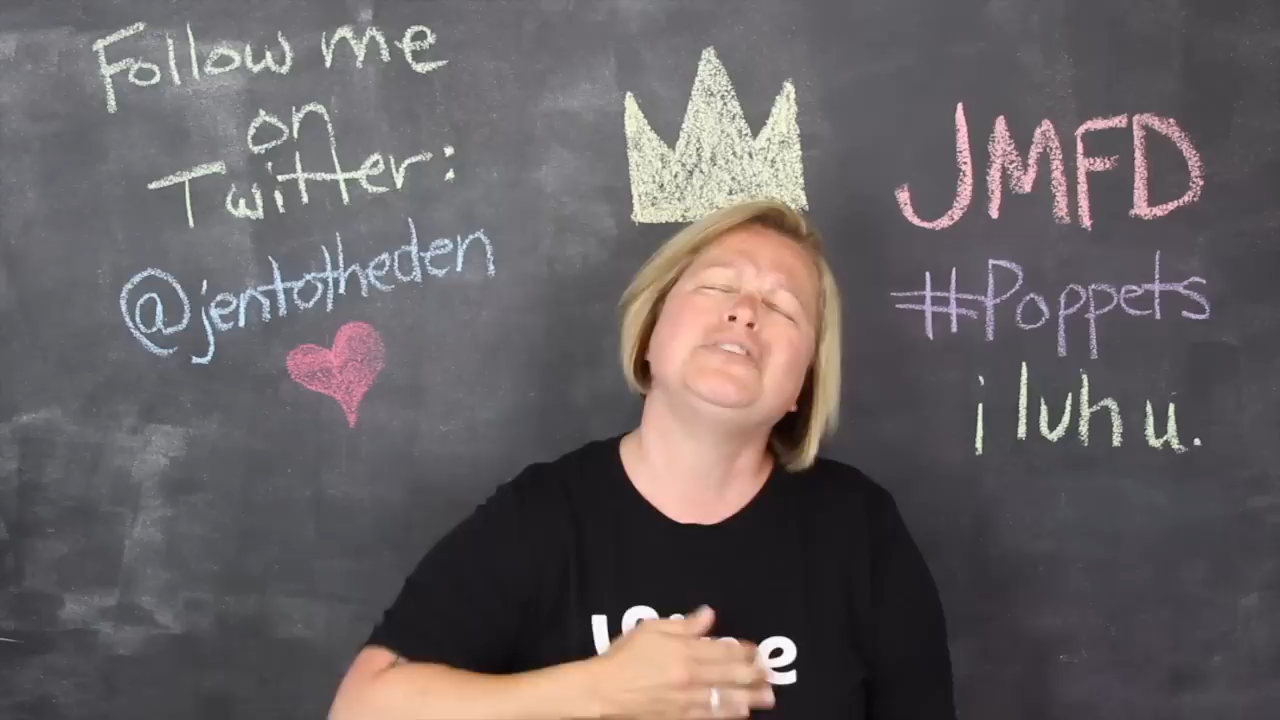 Follow me
on
Twitter:
@jentotheden
JMFD
#Poppets
i luh u.